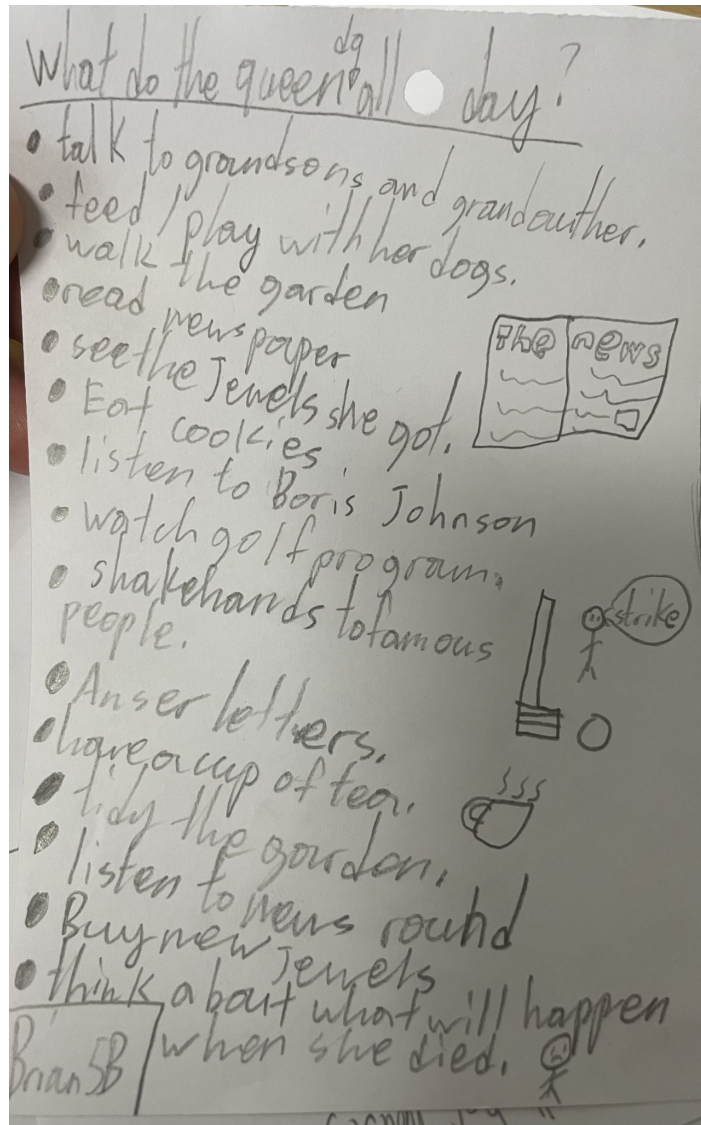 What do the queen do all day?
• talk to grandsons and grandauther.
• feed / play with her dogs.
• walk the garden
• read newspaper
• see the Jewels she got.
• Eat cookies
• listen to Boris Johnson
• watch golf program.
• shakehands to famous
people.
• Anser letters.
• have a cup of tea.
• tidy the garden.
• listen to news round
• Buy new Jewels
• think about what will happen
when she died.
The news
strike
Brian 5B